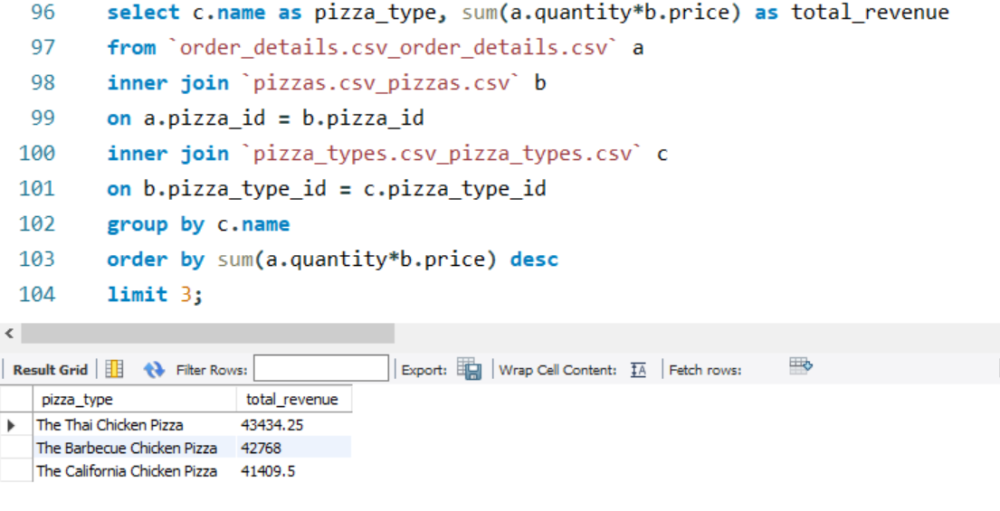 96 select c.name as pizza_type, sum(a.quantity*b.price) as total_revenue
97 from `order_details.csv_order_details.csv` a
98 inner join `pizzas.csv_pizzas.csv` b
99 on a.pizza_id = b.pizza_id
100 inner join `pizza_types.csv_pizza_types.csv` c
101 on b.pizza_type_id = c.pizza_type_id
102 group by c.name
103 order by sum(a.quantity*b.price) desc
104 limit 3;
Result Grid Filter Rows: Export: Wrap Cell Content: IA Fetch rows:
pizza_type total_revenue
The Thai Chicken Pizza 43434.25
The Barbecue Chicken Pizza 42768
The California Chicken Pizza 41409.5